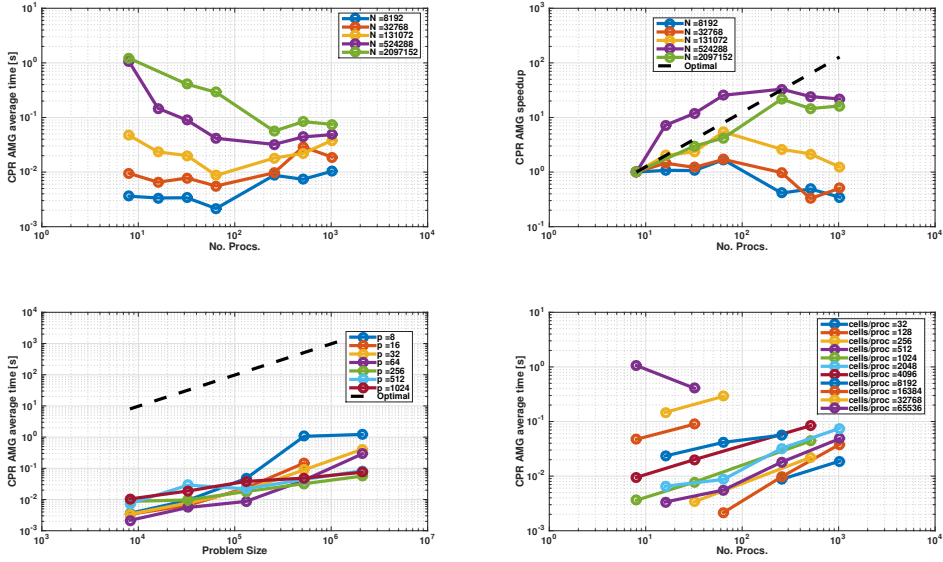 CPR AMG average time [s]
10^1
10^0
10^-1
10^-2
10^-3
10^0
10^1
10^2
10^3
10^4
No. Procs.
N =8192
N =32768
N =131072
N =524288
N =2097152
CPR AMG speedup
10^3
10^2
10^1
10^0
10^-1
10^0
10^1
10^2
10^3
10^4
No. Procs.
N =8192
N =32768
N =131072
N =524288
N =2097152
Optimal
CPR AMG average time [s]
10^4
10^3
10^2
10^1
10^0
10^-1
10^-2
10^-3
10^3
10^4
10^5
10^6
10^7
Problem Size
p =8
p =16
p =32
p =64
p =256
p =512
p =1024
Optimal
CPR AMG average time [s]
10^1
10^0
10^-1
10^-2
10^-3
10^0
10^1
10^2
10^3
10^4
No. Procs.
cells/proc =32
cells/proc =128
cells/proc =256
cells/proc =512
cells/proc =1024
cells/proc =2048
cells/proc =4096
cells/proc =8192
cells/proc =16384
cells/proc =32768
cells/proc =65536